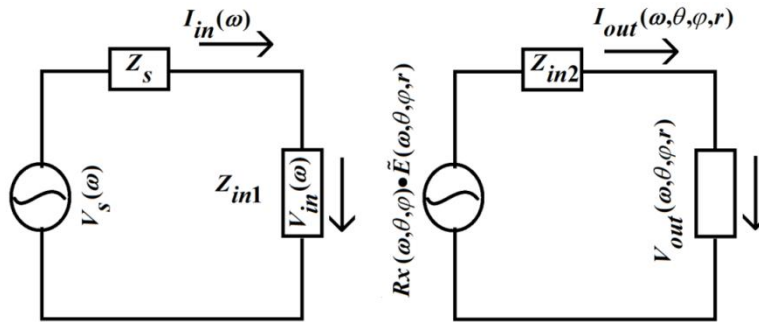 I_in(ω)
Z_s
V_s(ω)
Z_in1
V_in(ω)
I_out(ω,θ,φ,r)
Z_in2
Rx(ω,θ,φ)•Ẽ(ω,θ,φ,r)
V_out(ω,θ,φ,r)